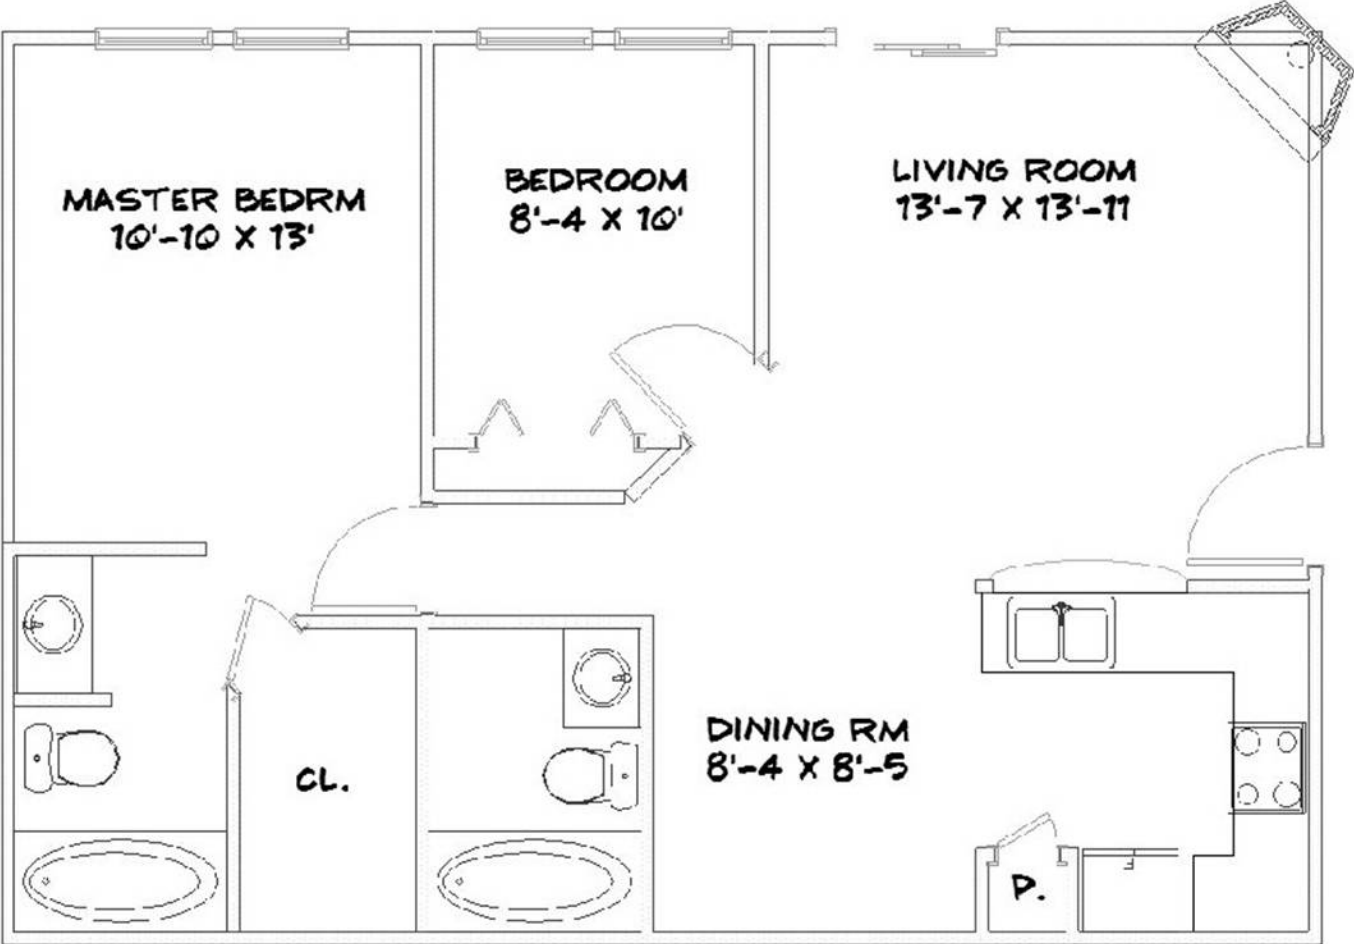 MASTER BEDRM
10'-10 X 13'
BEDROOM
8'-4 X 10'
LIVING ROOM
13'-7 X 13'-11
DINING RM
8'-4 X 8'-5
CL.
P.